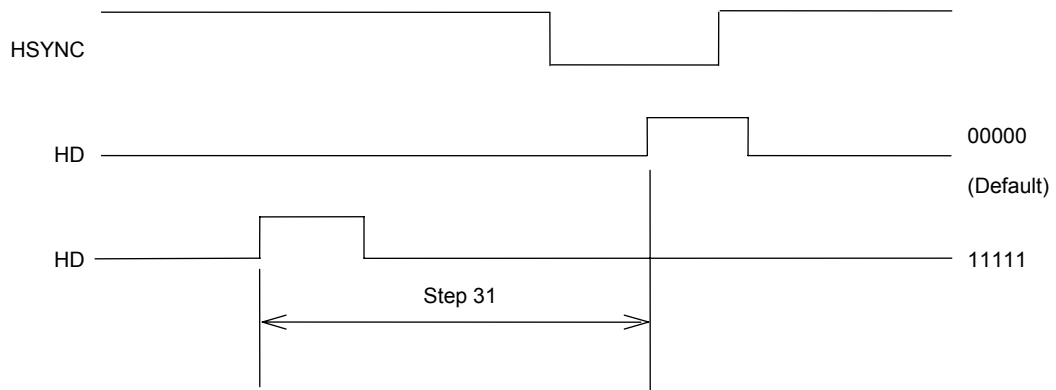 HSYNC
HD
00000
(Default)
HD
11111
Step 31